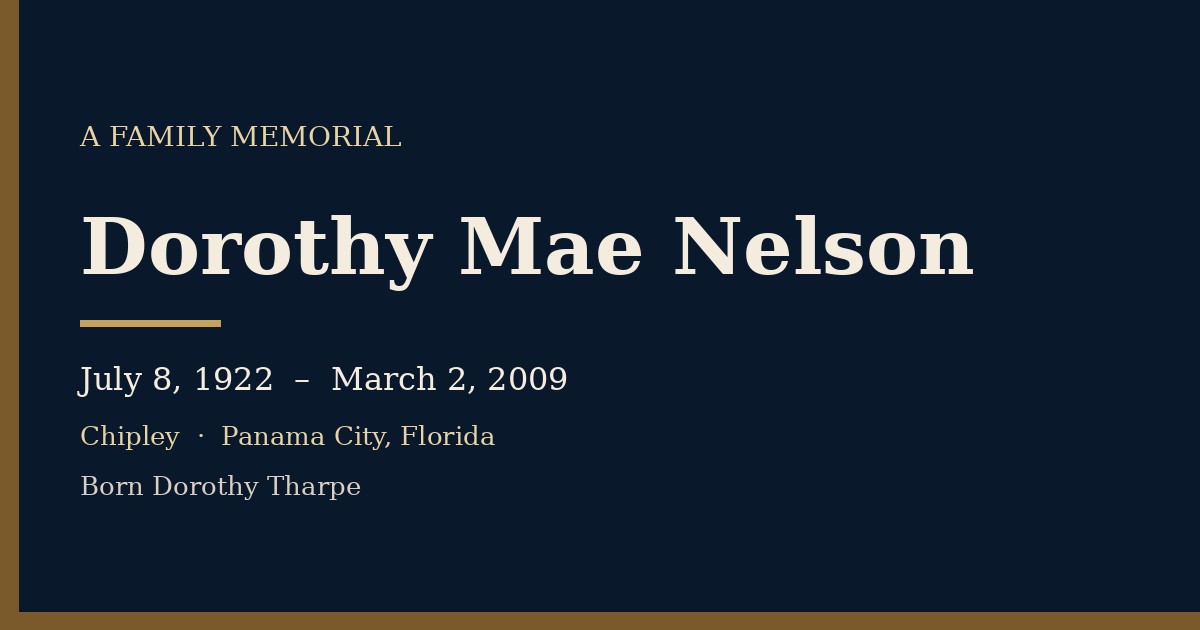 A FAMILY MEMORIAL
Dorothy Mae Nelson
July 8, 1922 – March 2, 2009
Chipley · Panama City, Florida
Born Dorothy Tharpe